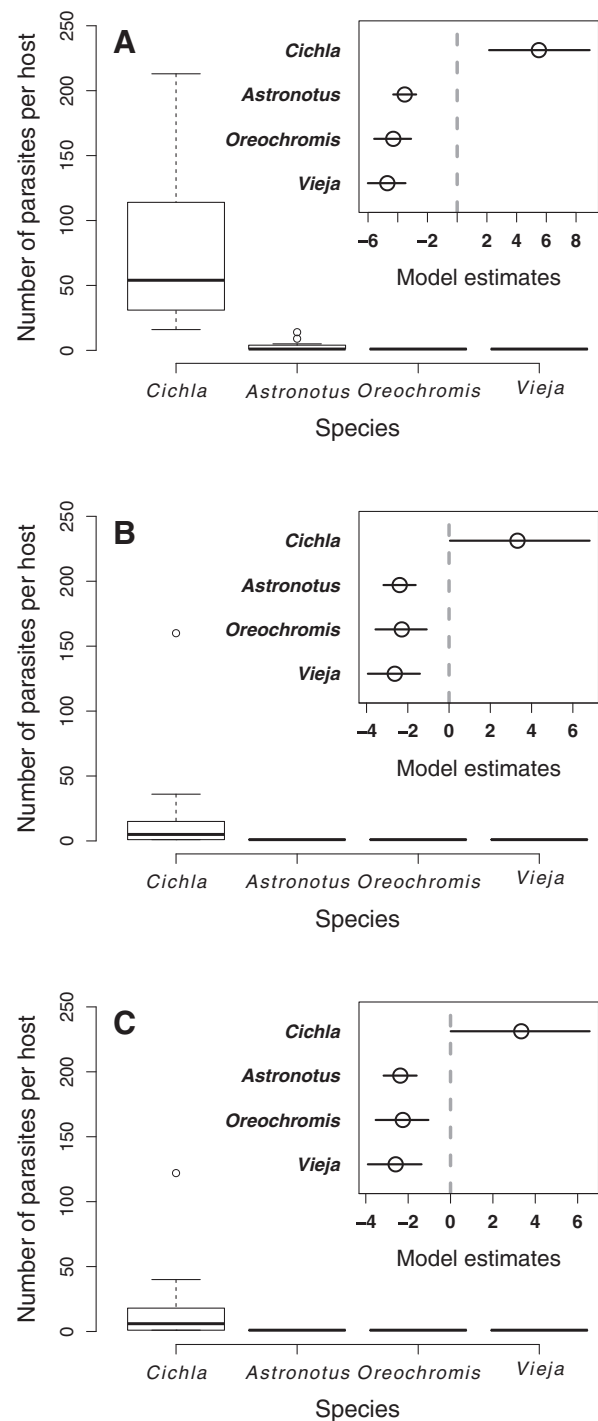 A
Number of parasites per host
250
200
150
100
50
0
Cichla
Astronotus
Oreochromis
Vieja
−6 −2 2 4 6 8
Model estimates
Cichla Astronotus Oreochromis Vieja
Species
B
Number of parasites per host
250
200
150
100
50
0
Cichla
Astronotus
Oreochromis
Vieja
−4 −2 0 2 4 6
Model estimates
Cichla Astronotus Oreochromis Vieja
Species
C
Number of parasites per host
250
200
150
100
50
0
Cichla
Astronotus
Oreochromis
Vieja
−4 −2 0 2 4 6
Model estimates
Cichla Astronotus Oreochromis Vieja
Species